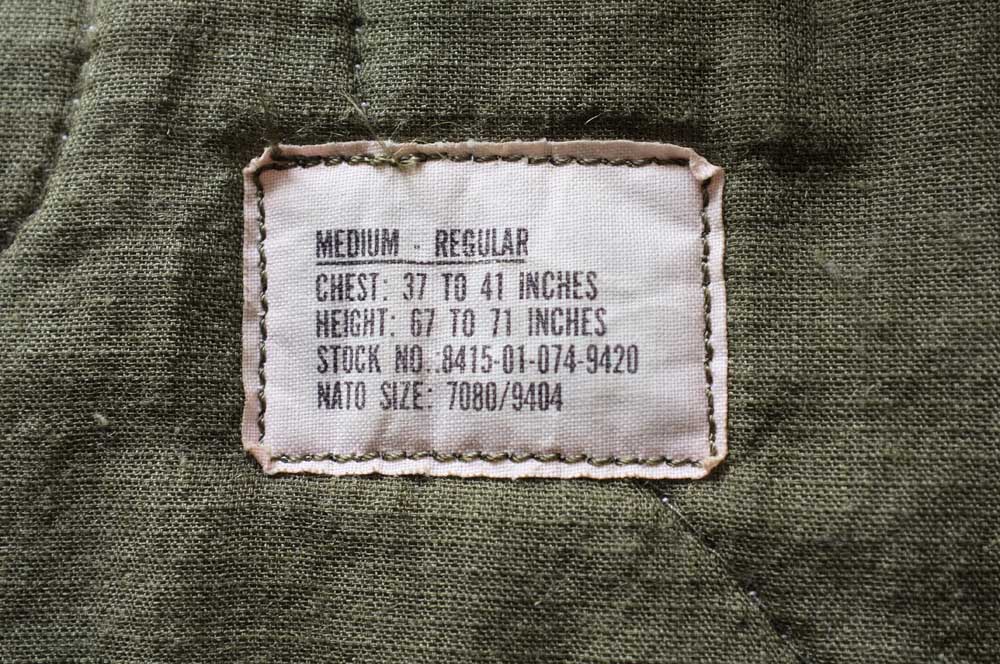 MEDIUM - REGULAR
CHEST: 37 TO 41 INCHES
HEIGHT: 67 TO 71 INCHES
STOCK NO.:8415-01-074-9420
NATO SIZE: 7080/9404